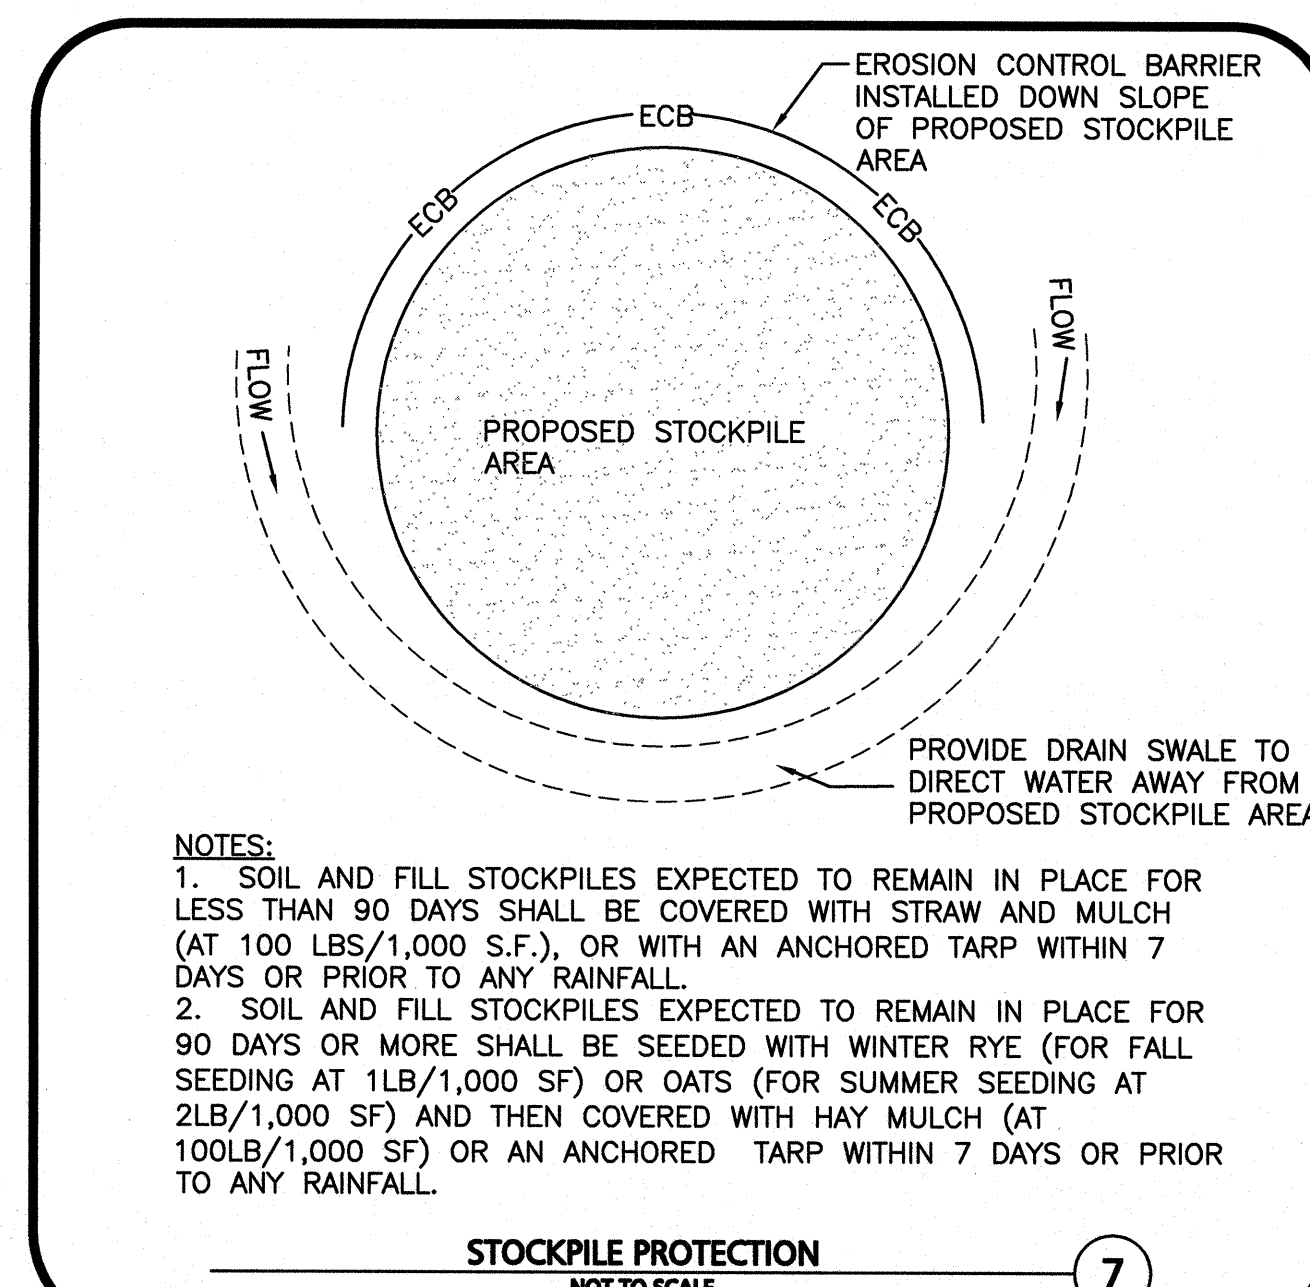 EROSION CONTROL BARRIER
INSTALLED DOWN SLOPE
OF PROPOSED STOCKPILE
AREA
ECB
ECB
ECB
FLOW
FLOW
PROPOSED STOCKPILE
AREA
PROVIDE DRAIN SWALE TO
DIRECT WATER AWAY FROM
PROPOSED STOCKPILE AREA
NOTES:
1. SOIL AND FILL STOCKPILES EXPECTED TO REMAIN IN PLACE FOR
LESS THAN 90 DAYS SHALL BE COVERED WITH STRAW AND MULCH
(AT 100 LBS/1,000 S.F.), OR WITH AN ANCHORED TARP WITHIN 7
DAYS OR PRIOR TO ANY RAINFALL.
2. SOIL AND FILL STOCKPILES EXPECTED TO REMAIN IN PLACE FOR
90 DAYS OR MORE SHALL BE SEEDED WITH WINTER RYE (FOR FALL
SEEDING AT 1LB/1,000 SF) OR OATS (FOR SUMMER SEEDING AT
2LB/1,000 SF) AND THEN COVERED WITH HAY MULCH (AT
100LB/1,000 SF) OR AN ANCHORED TARP WITHIN 7 DAYS OR PRIOR
TO ANY RAINFALL.
STOCKPILE PROTECTION
7
NOT TO SCALE